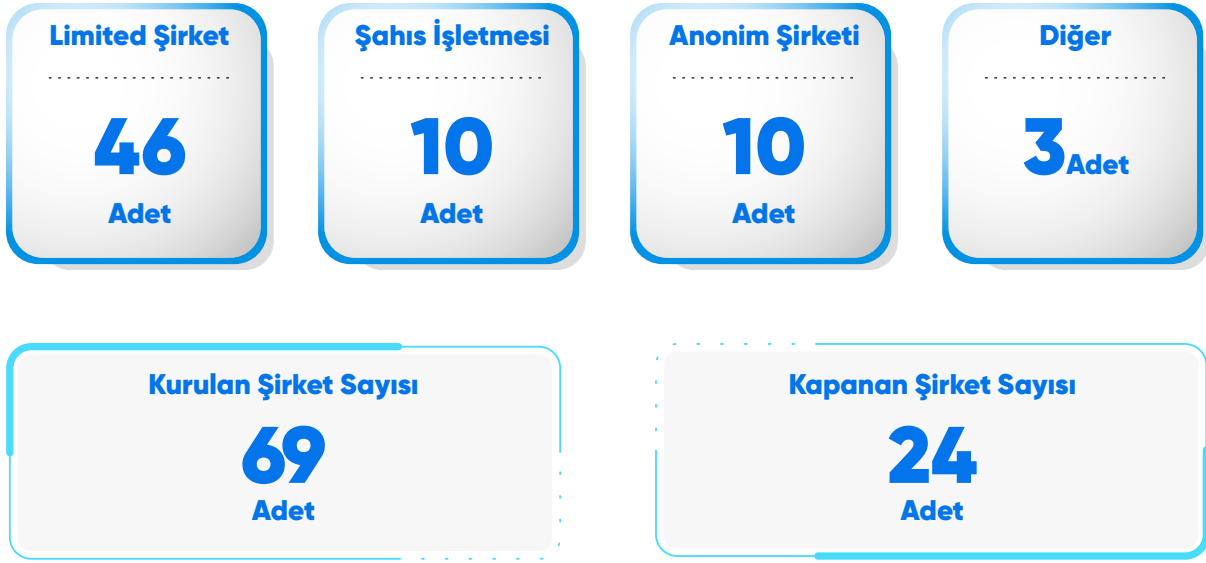 Limited Şirket
46
Adet
Şahıs İşletmesi
10
Adet
Anonim Şirketi
10
Adet
Diğer
3Adet
Kurulan Şirket Sayısı
69
Adet
Kapanan Şirket Sayısı
24
Adet